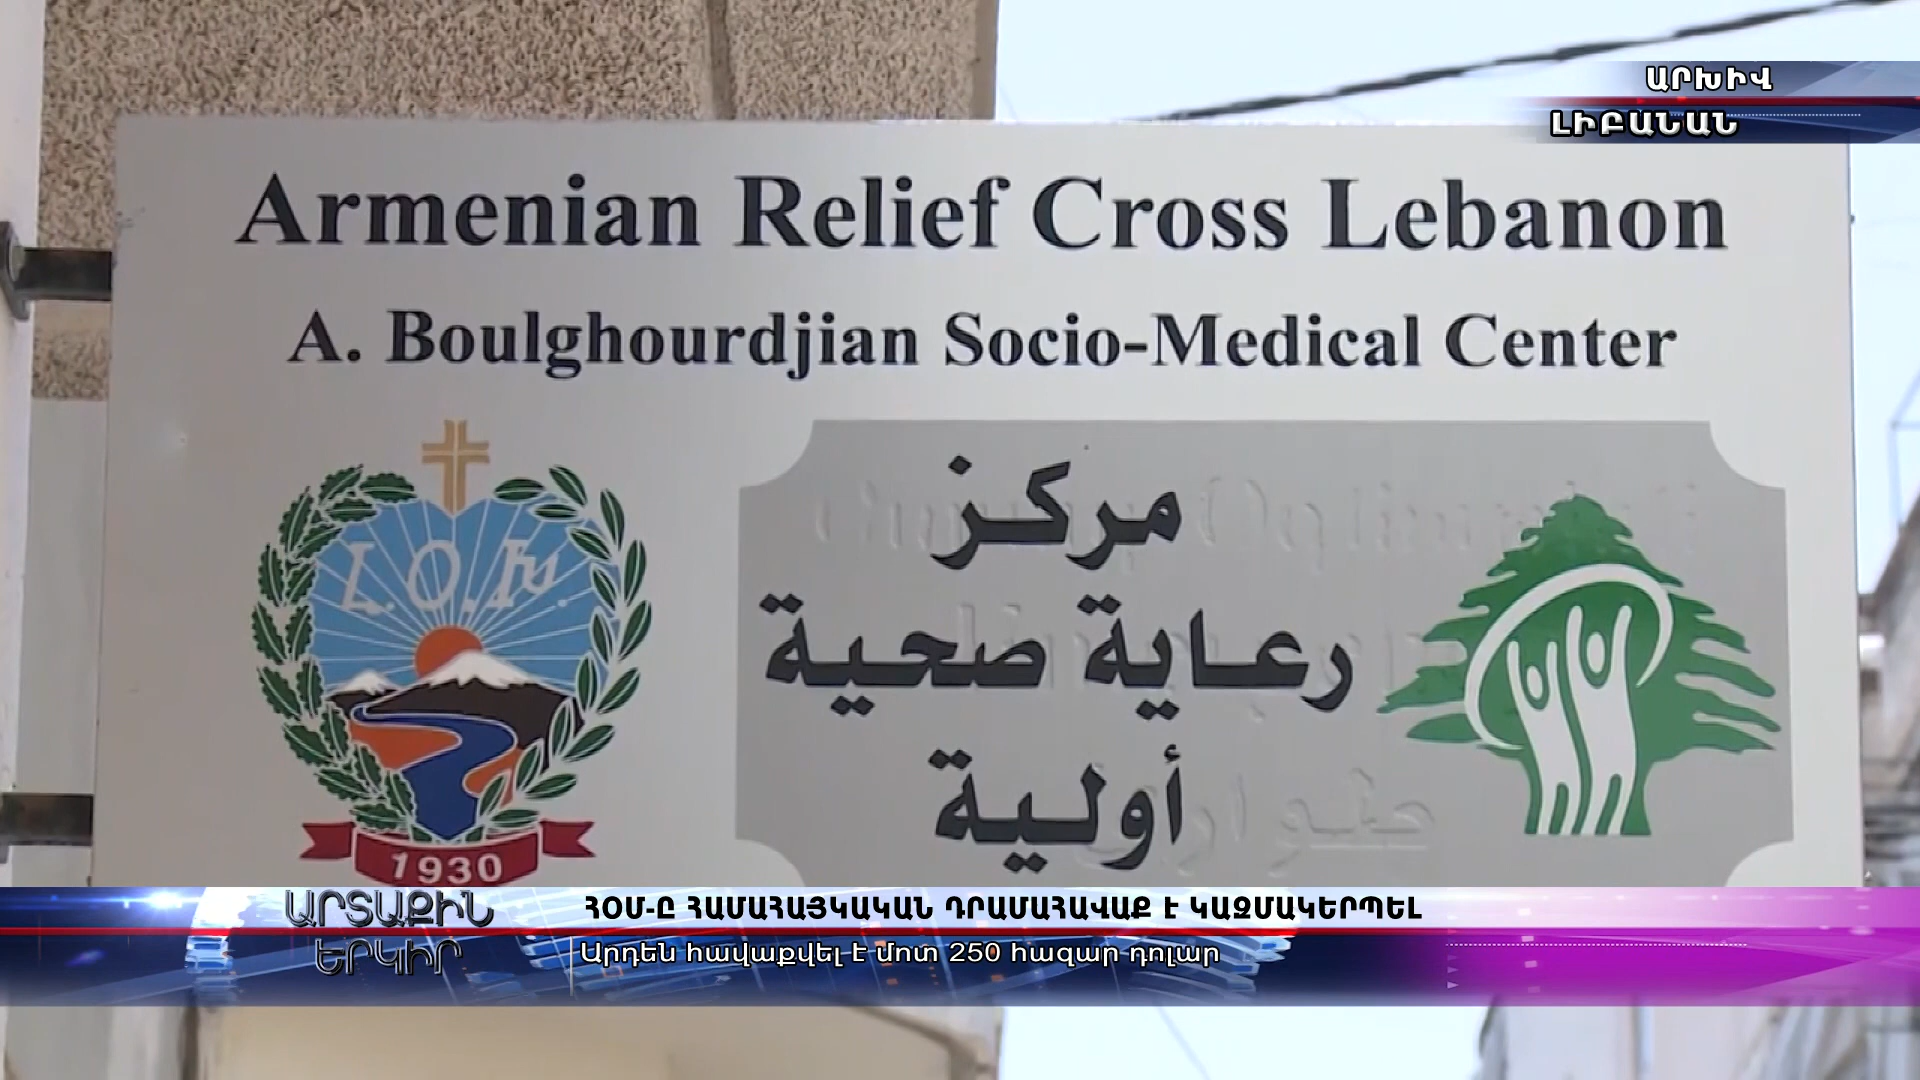 ԱՐԽԻՎ
ԼԻԲԱՆԱՆ
Armenian Relief Cross Lebanon
A. Boulghourdjian Socio-Medical Center
Լ.Օ.Խ.
1930
مركز
رعاية صحية
أولية
ԱՐՏԱՔԻՆ
ԵՐԿԻՐ
ՀՕՄ-Ը ՀԱՄԱՀԱՅԿԱԿԱՆ ԴՐԱՄԱՀԱՎԱՔ Է ԿԱԶՄԱԿԵՐՊԵԼ
Արդեն հավաքվել է մոտ 250 հազար դոլար